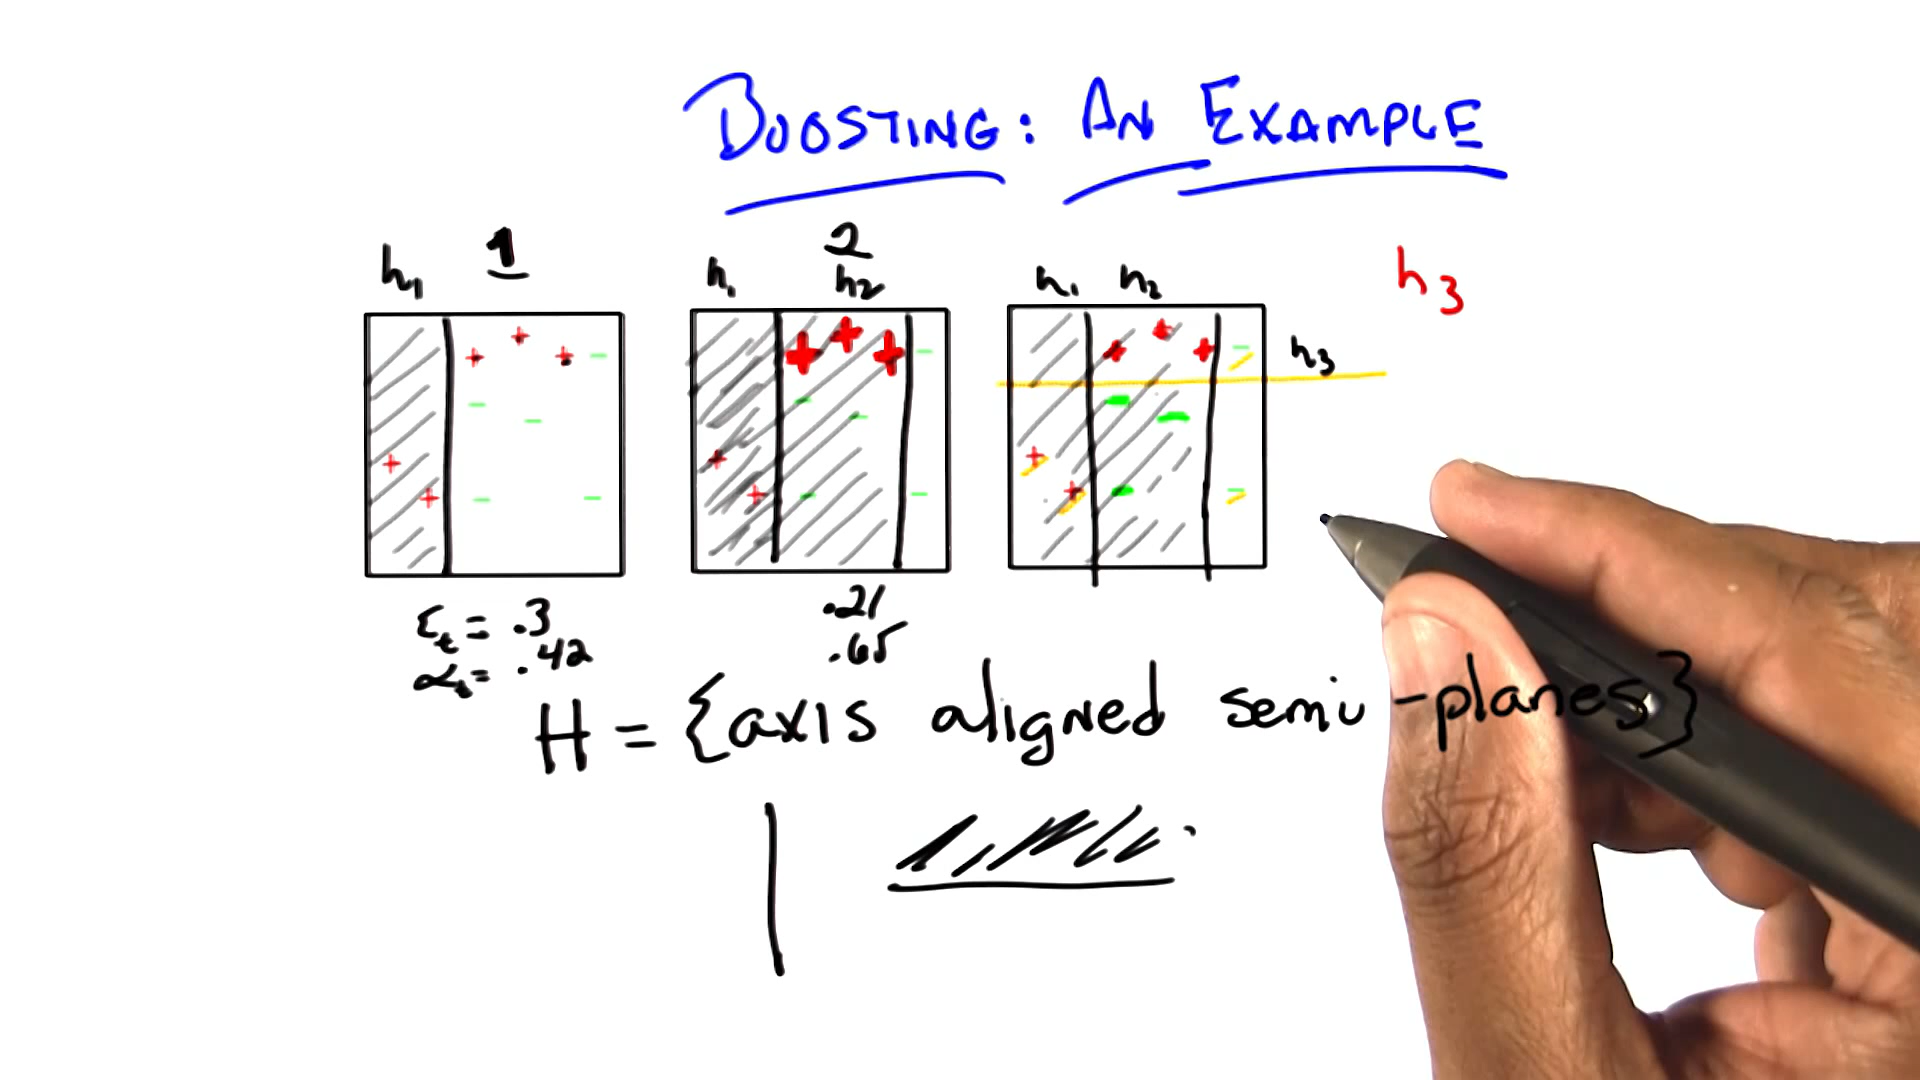 BOOSTING: AN EXAMPLE
h1 1
h1 2 h2
h1 h2
h3
h3
εt = .3
αt = .42
.21
.65
H = {axis aligned semi-planes}